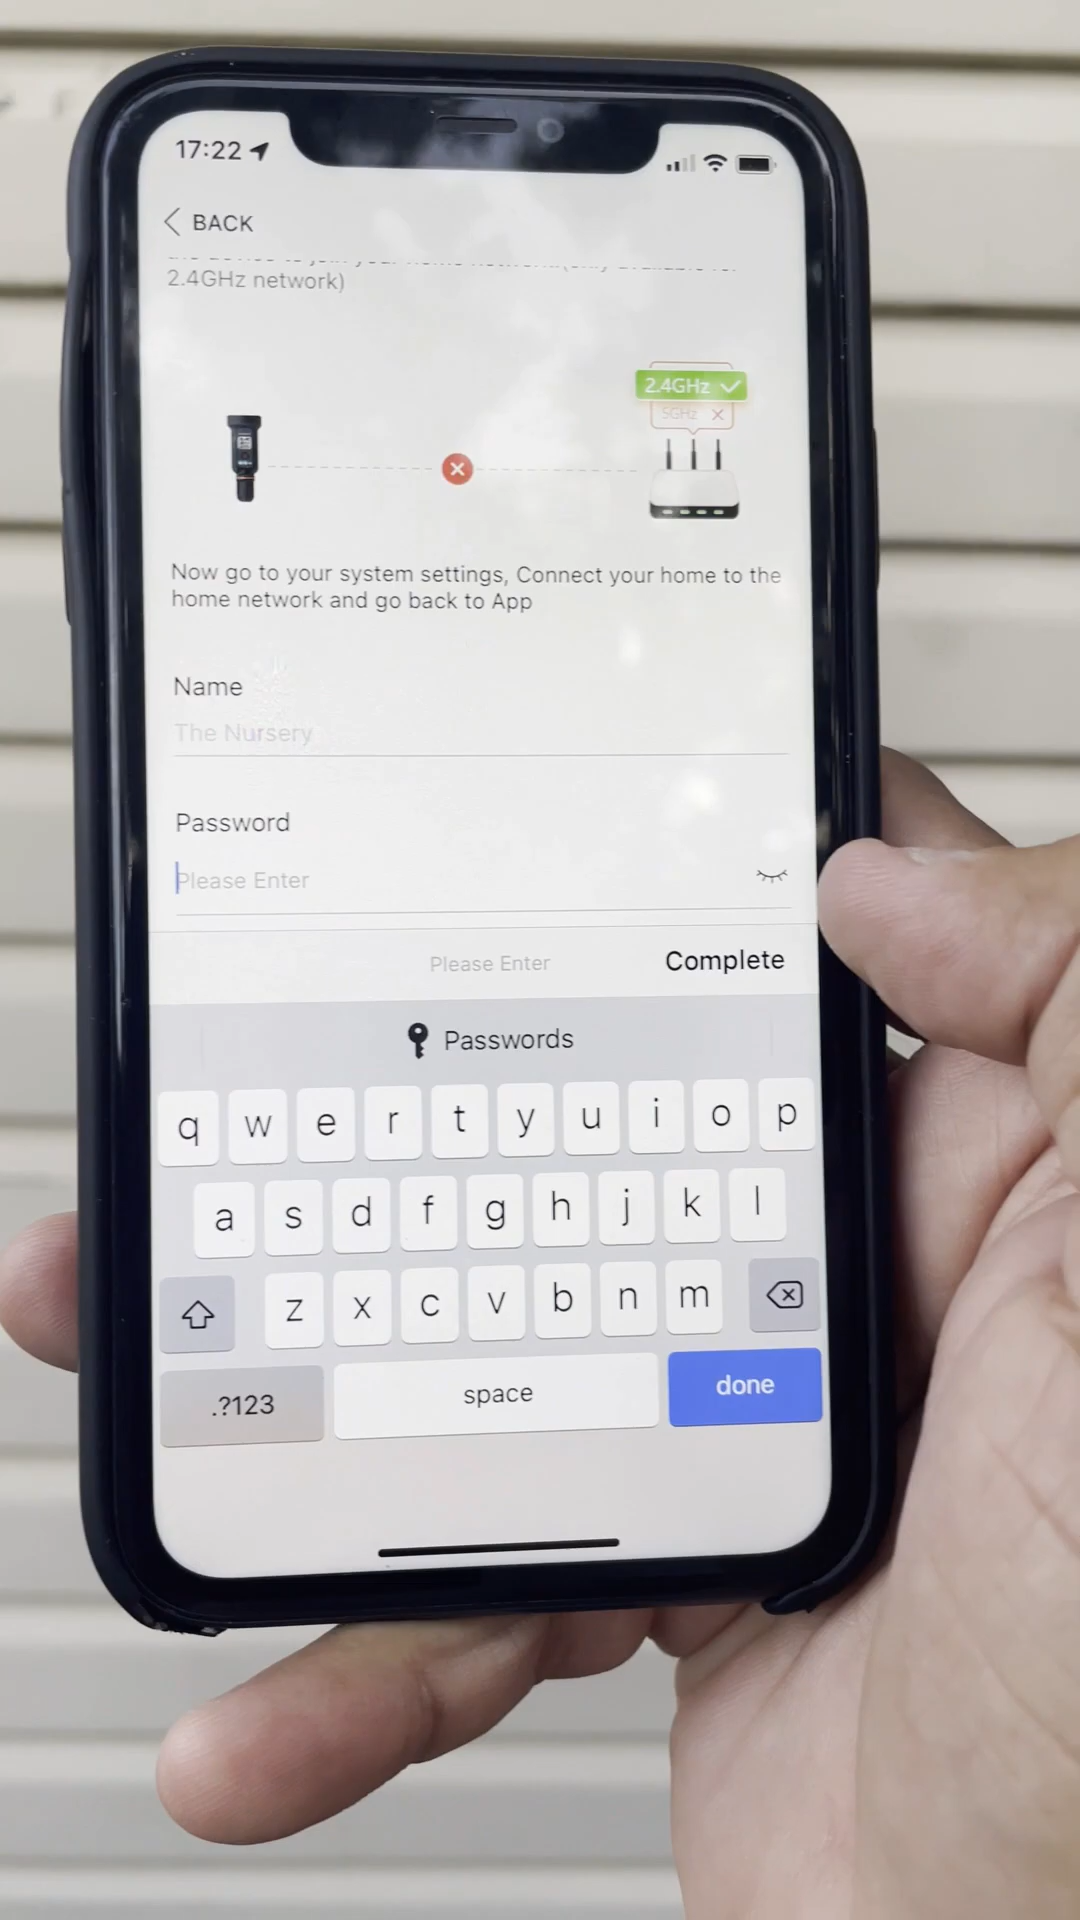 17:22
BACK
2.4GHz network)
2.4GHz
5GHz
Now go to your system settings, Connect your home to the
home network and go back to App
Name
The Nursery
Password
Please Enter
Please Enter Complete
Passwords
q w e r t y u i o p
a s d f g h j k l
z x c v b n m
.?123 space done